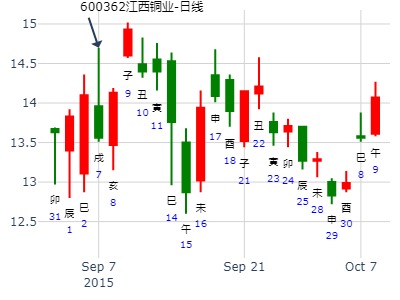 600362江西铜业-日线
15
14.5
14
13.5
13
12.5
卯
31
辰
1
巳
2
戌
7
亥
8
子
9
丑
10
寅
11
巳
14
午
15
未
16
申
17
酉
18
子
21
丑
22
寅
23
卯
24
辰
25
未
28
申
29
酉
30
巳
8
午
9
Sep 7
2015
Sep 21
Oct 7